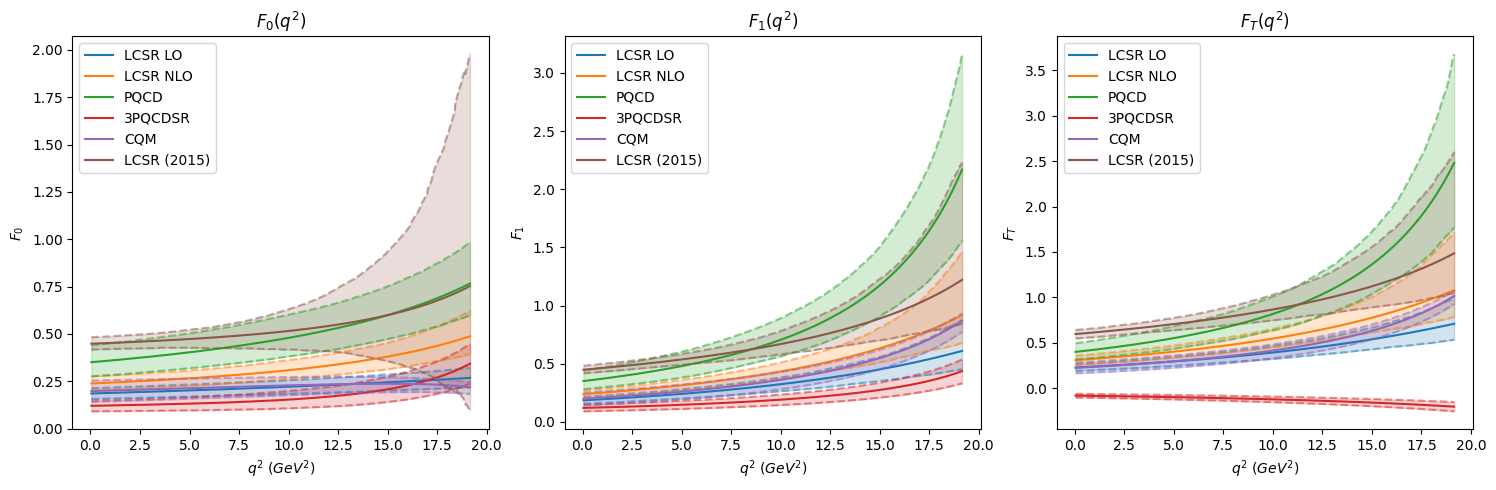 F₀(q²)
F₀
2.00
1.75
1.50
1.25
1.00
0.75
0.50
0.25
0.00
LCSR LO
LCSR NLO
PQCD
3PQCDSR
CQM
LCSR (2015)
0.0 2.5 5.0 7.5 10.0 12.5 15.0 17.5 20.0
q² (GeV²)
F₁(q²)
F₁
3.0
2.5
2.0
1.5
1.0
0.5
0.0
LCSR LO
LCSR NLO
PQCD
3PQCDSR
CQM
LCSR (2015)
0.0 2.5 5.0 7.5 10.0 12.5 15.0 17.5 20.0
q² (GeV²)
F_T(q²)
F_T
3.5
3.0
2.5
2.0
1.5
1.0
0.5
0.0
LCSR LO
LCSR NLO
PQCD
3PQCDSR
CQM
LCSR (2015)
0.0 2.5 5.0 7.5 10.0 12.5 15.0 17.5 20.0
q² (GeV²)